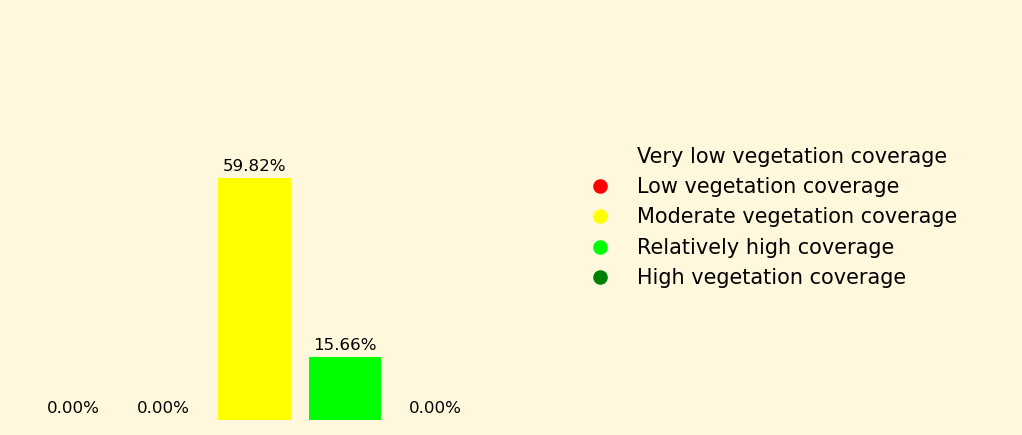 59.82%
15.66%
0.00% 0.00% 0.00%
Very low vegetation coverage
Low vegetation coverage
Moderate vegetation coverage
Relatively high coverage
High vegetation coverage